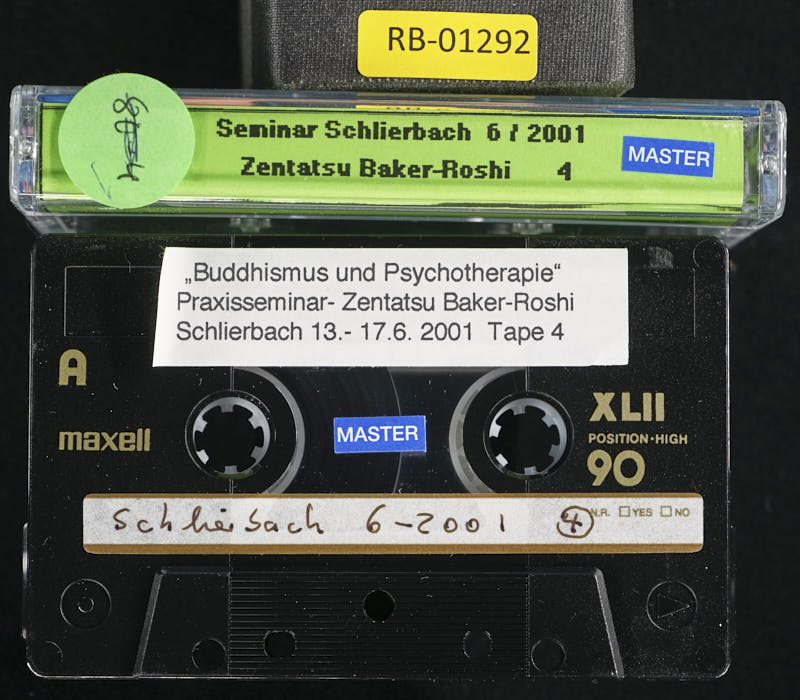 RB-01292
Seminar Schlierbach 6 / 2001
Zentatsu Baker-Roshi 4
MASTER
„Buddhismus und Psychotherapie“
Praxisseminar- Zentatsu Baker-Roshi
Schlierbach 13.- 17.6. 2001 Tape 4
A
maxell
MASTER
XLII
POSITION·HIGH
90
Schlierbach 6-2001 4
N.R. YES NO